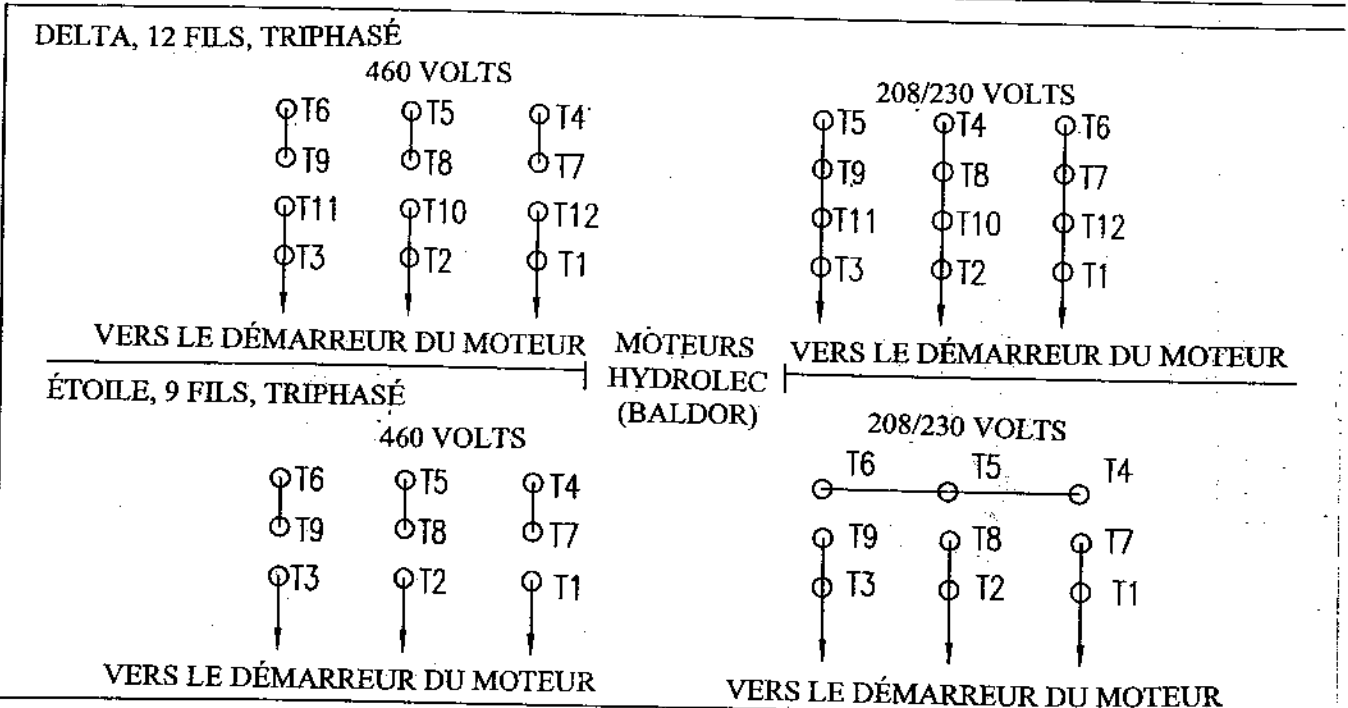 DELTA, 12 FILS, TRIPHASÉ
460 VOLTS
T6 T5 T4
T9 T8 T7
T11 T10 T12
T3 T2 T1
VERS LE DÉMARREUR DU MOTEUR
208/230 VOLTS
T5 T4 T6
T9 T8 T7
T11 T10 T12
T3 T2 T1
VERS LE DÉMARREUR DU MOTEUR
MOTEURS
HYDROLEC
(BALDOR)
ÉTOILE, 9 FILS, TRIPHASÉ
460 VOLTS
T6 T5 T4
T9 T8 T7
T3 T2 T1
VERS LE DÉMARREUR DU MOTEUR
208/230 VOLTS
T6 T5 T4
T9 T8 T7
T3 T2 T1
VERS LE DÉMARREUR DU MOTEUR